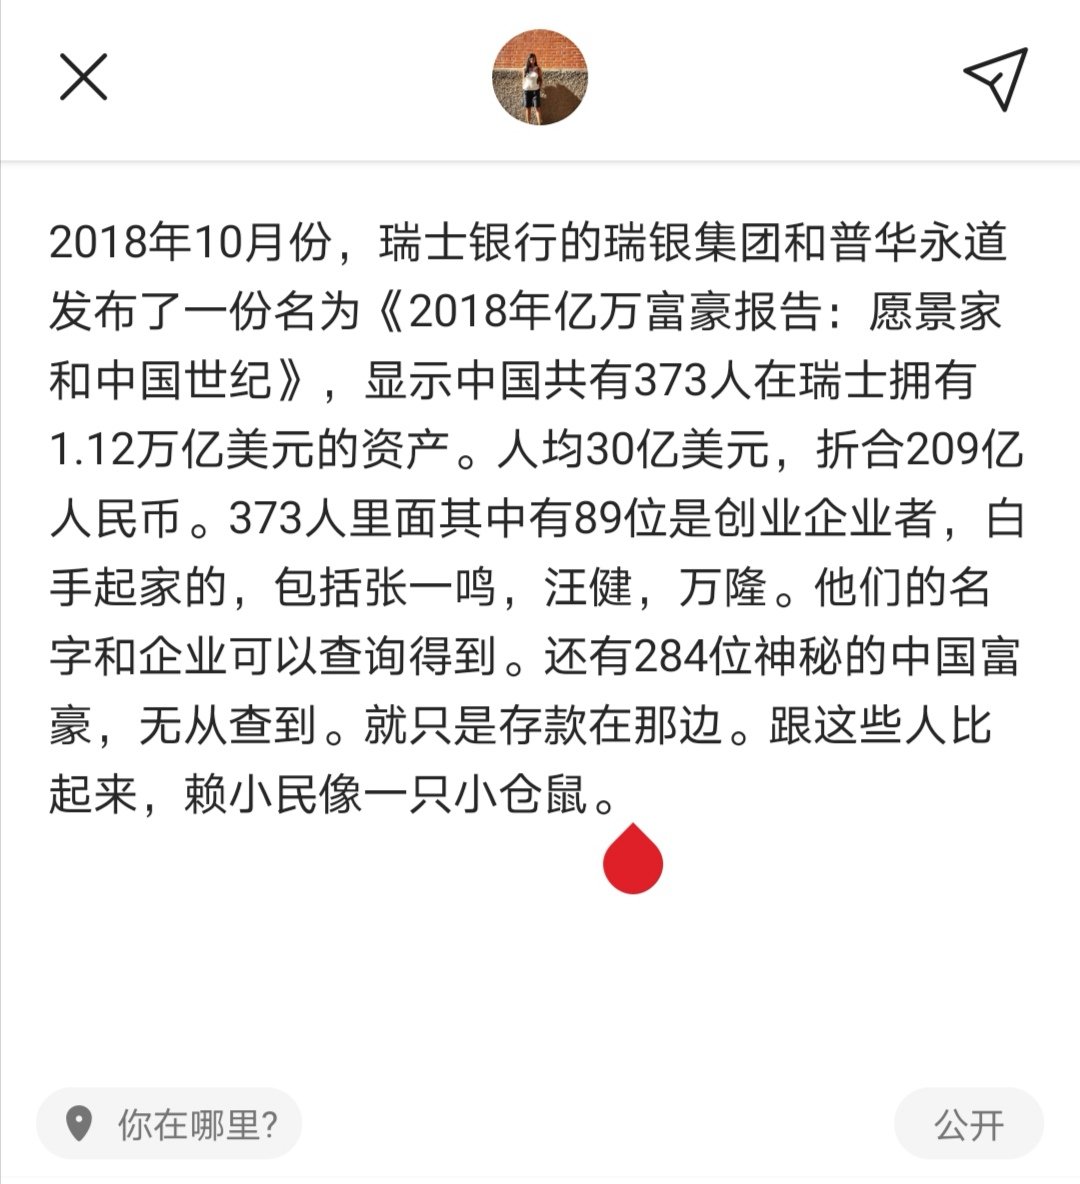 2018年10月份，瑞士银行的瑞银集团和普华永道
发布了一份名为《2018年亿万富豪报告：愿景家
和中国世纪》，显示中国共有373人在瑞士拥有
1.12万亿美元的资产。人均30亿美元，折合209亿
人民币。373人里面其中有89位是创业企业者，白
手起家的，包括张一鸣，汪健，万隆。他们的名
字和企业可以查询得到。还有284位神秘的中国富
豪，无从查到。就只是存款在那边。跟这些人比
起来，赖小民像一只小仓鼠。
你在哪里?
公开